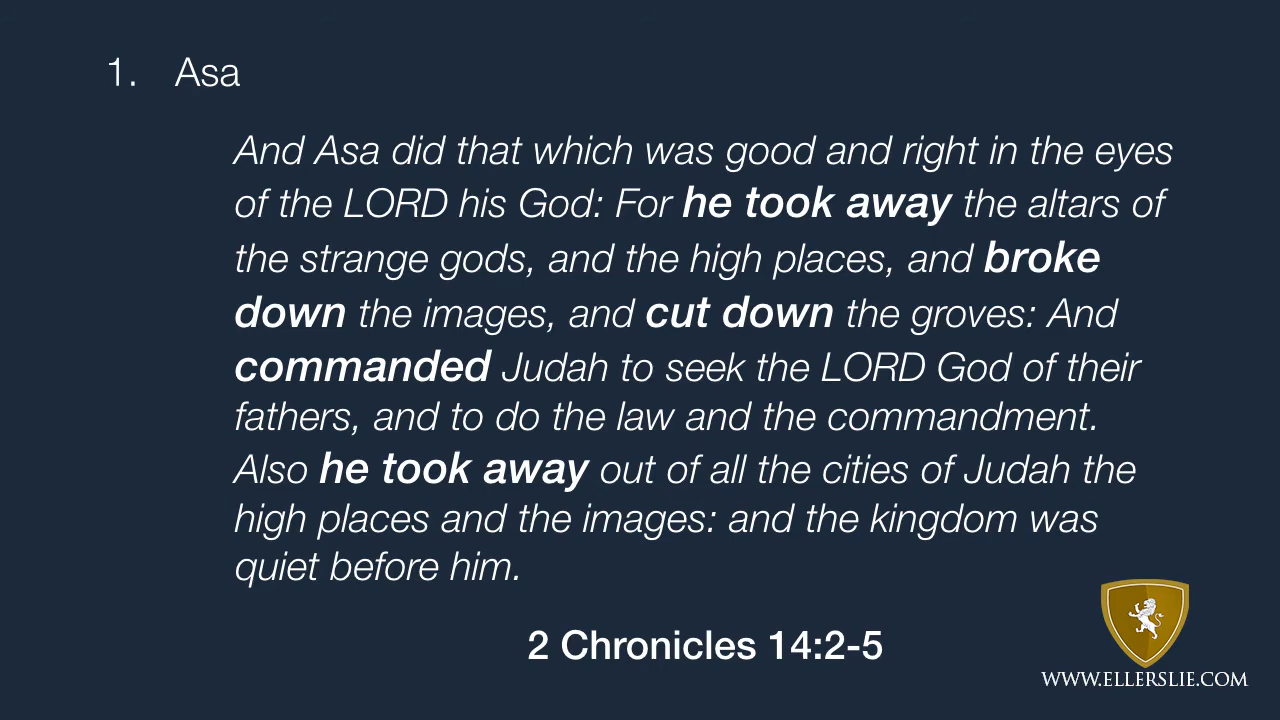 1. Asa
And Asa did that which was good and right in the eyes
of the LORD his God: For he took away the altars of
the strange gods, and the high places, and broke
down the images, and cut down the groves: And
commanded Judah to seek the LORD God of their
fathers, and to do the law and the commandment.
Also he took away out of all the cities of Judah the
high places and the images: and the kingdom was
quiet before him.
2 Chronicles 14:2-5
WWW.ELLERSLIE.COM